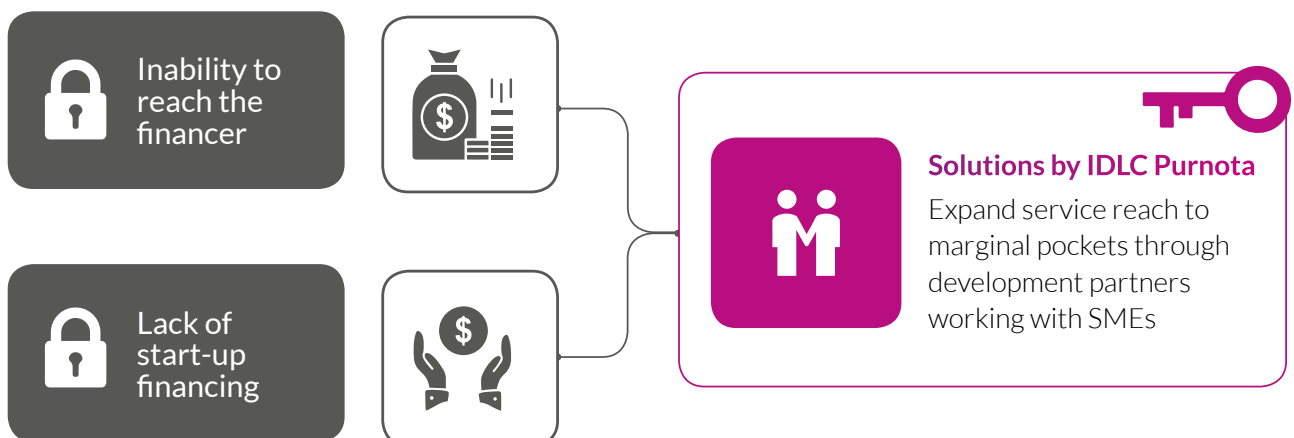 Inability to
reach the
financer
$
Lack of
start-up
financing
$
Solutions by IDLC Purnota
Expand service reach to
marginal pockets through
development partners
working with SMEs